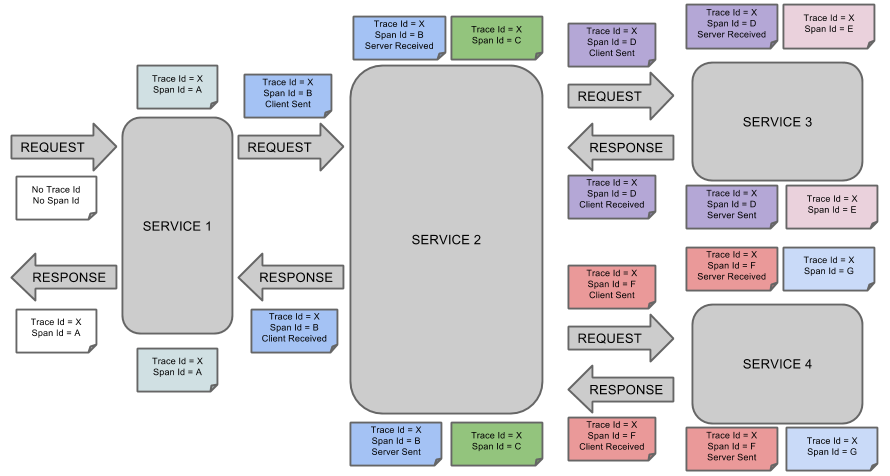 Trace Id = X
Span Id = A
REQUEST
No Trace Id
No Span Id
SERVICE 1
RESPONSE
Trace Id = X
Span Id = A
Trace Id = X
Span Id = A
Trace Id = X
Span Id = B
Client Sent
REQUEST
RESPONSE
Trace Id = X
Span Id = B
Client Received
Trace Id = X
Span Id = B
Server Received
Trace Id = X
Span Id = C
SERVICE 2
Trace Id = X
Span Id = B
Server Sent
Trace Id = X
Span Id = C
Trace Id = X
Span Id = D
Client Sent
REQUEST
RESPONSE
Trace Id = X
Span Id = D
Client Received
Trace Id = X
Span Id = D
Server Received
Trace Id = X
Span Id = E
SERVICE 3
Trace Id = X
Span Id = D
Server Sent
Trace Id = X
Span Id = E
Trace Id = X
Span Id = F
Client Sent
REQUEST
RESPONSE
Trace Id = X
Span Id = F
Client Received
Trace Id = X
Span Id = F
Server Received
Trace Id = X
Span Id = G
SERVICE 4
Trace Id = X
Span Id = F
Server Sent
Trace Id = X
Span Id = G